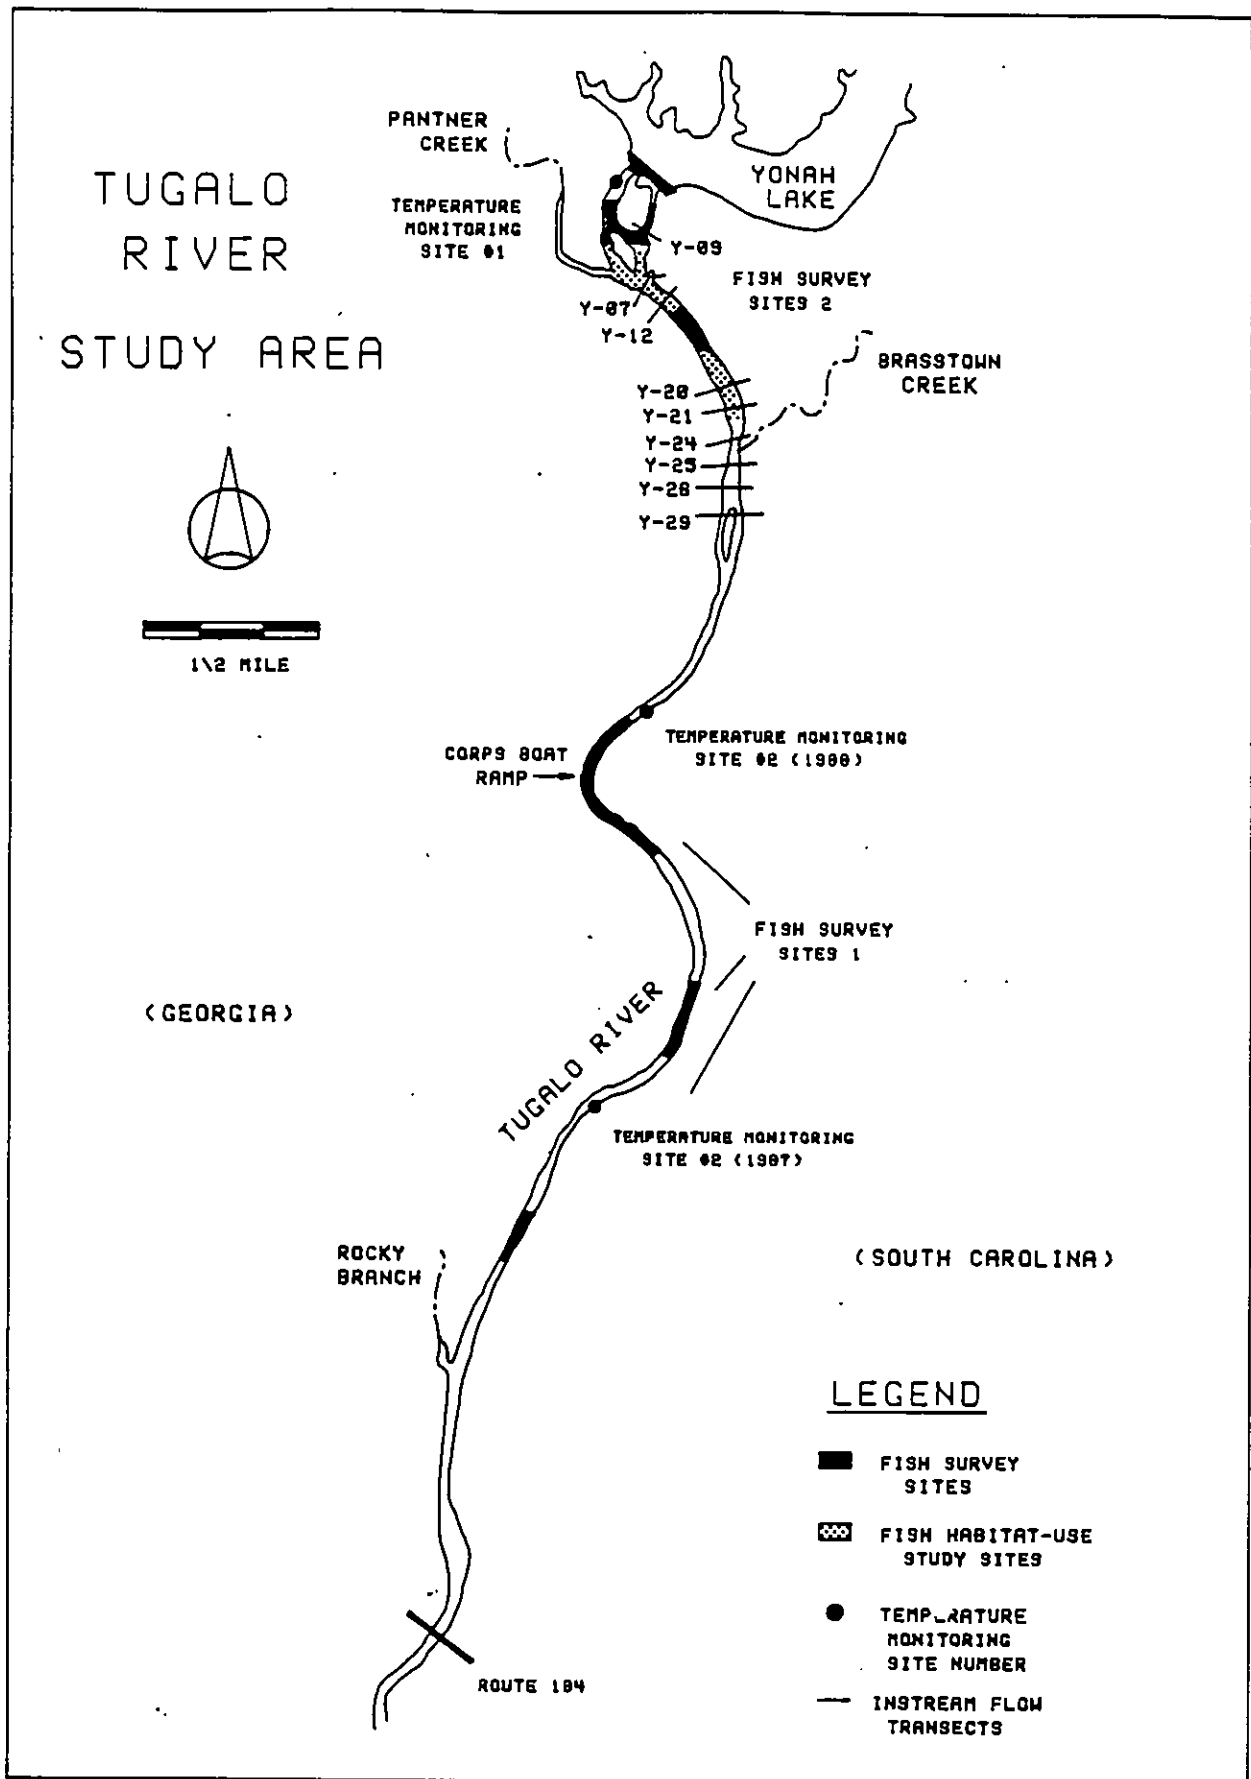 TUGALO
RIVER
STUDY AREA
PANTNER
CREEK
YONAH
LAKE
TEMPERATURE
MONITORING
SITE #1
Y-09
FISH SURVEY
SITES 2
Y-07
Y-12
BRASSTOWN
CREEK
Y-20
Y-21
Y-24
Y-25
Y-28
Y-29
1\2 MILE
TEMPERATURE MONITORING
SITE #2 (1988)
CORPS BOAT
RAMP
FISH SURVEY
SITES 1
(GEORGIA)
TUGALO RIVER
TEMPERATURE MONITORING
SITE #2 (1987)
ROCKY
BRANCH
(SOUTH CAROLINA)
LEGEND
FISH SURVEY
SITES
FISH HABITAT-USE
STUDY SITES
TEMPERATURE
MONITORING
SITE NUMBER
INSTREAM FLOW
TRANSECTS
ROUTE 184